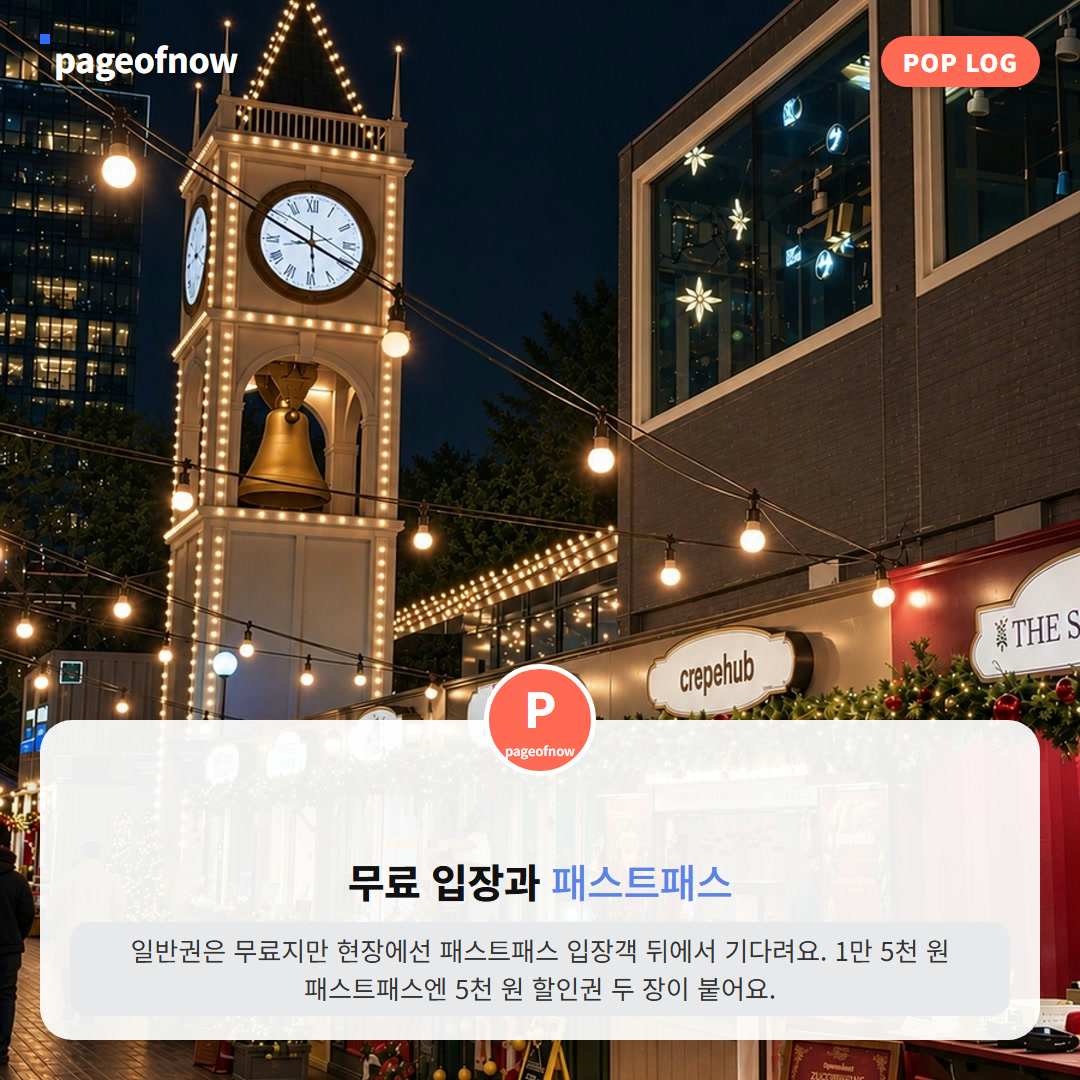 pageofnow
POP LOG
crepehub
THE S
P
pageofnow
무료 입장과 패스트패스
일반권은 무료지만 현장에선 패스트패스 입장객 뒤에서 기다려요. 1만 5천 원
패스트패스엔 5천 원 할인권 두 장이 붙어요.